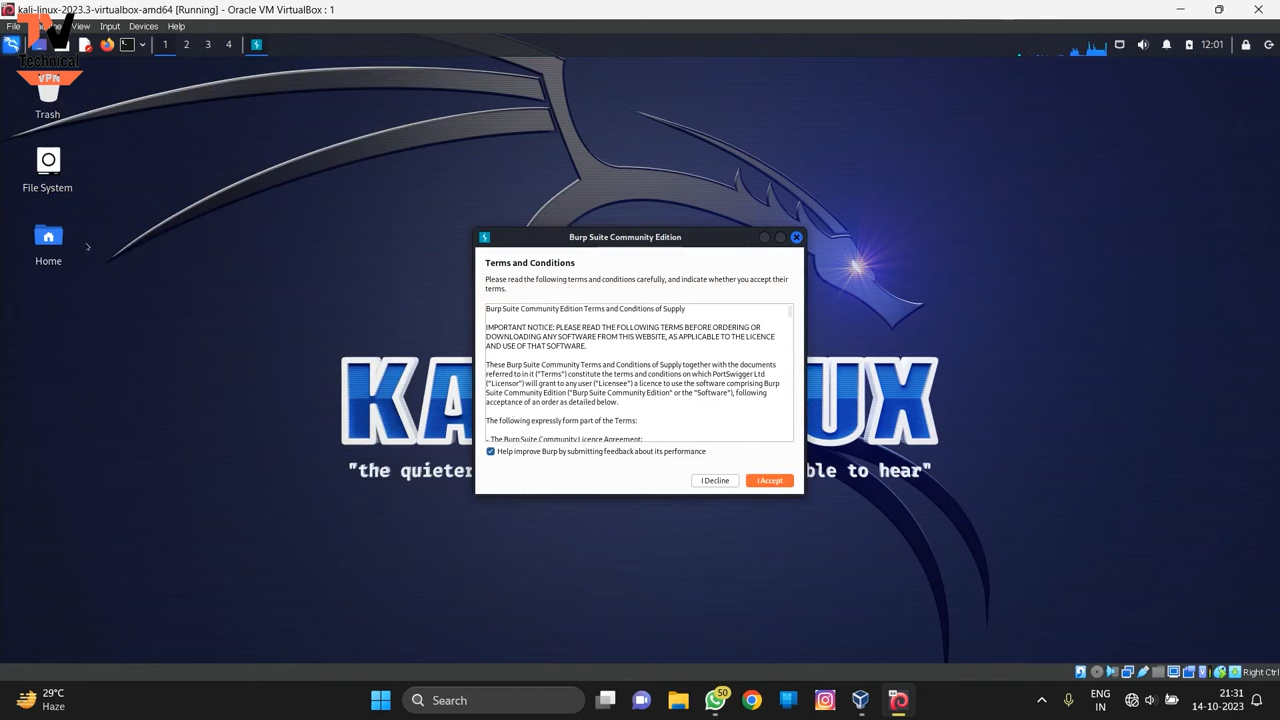 kali-linux-2023.3-virtualbox-amd64 [Running] - Oracle VM VirtualBox : 1
File Input Devices Help
1 2 3 4
12:01
TV
Technical
VPN
Trash
File System
Home
Burp Suite Community Edition
Terms and Conditions
Please read the following terms and conditions carefully, and indicate whether you accept their
terms.
Burp Suite Community Edition Terms and Conditions of Supply
IMPORTANT NOTICE: PLEASE READ THE FOLLOWING TERMS BEFORE ORDERING OR
DOWNLOADING ANY SOFTWARE FROM THIS WEBSITE, AS APPLICABLE TO THE LICENCE
AND USE OF THAT SOFTWARE.
These Burp Suite Community Terms and Conditions of Supply together with the documents
referred to in it ("Terms") constitute the terms and conditions on which PortSwigger Ltd
("Licensor") will grant to any user ("Licensee") a licence to use the software comprising Burp
Suite Community Edition ("Burp Suite Community Edition" or the "Software"), following
acceptance of an order as detailed below.
The following expressly form part of the Terms:
- The Burp Suite Community Licence Agreement;
Help improve Burp by submitting feedback about its performance
I Decline I Accept
KA UX
"the quieter ble to hear"
Right Ctrl
29°C
Haze
Search
50
ENG
IN
21:31
14-10-2023